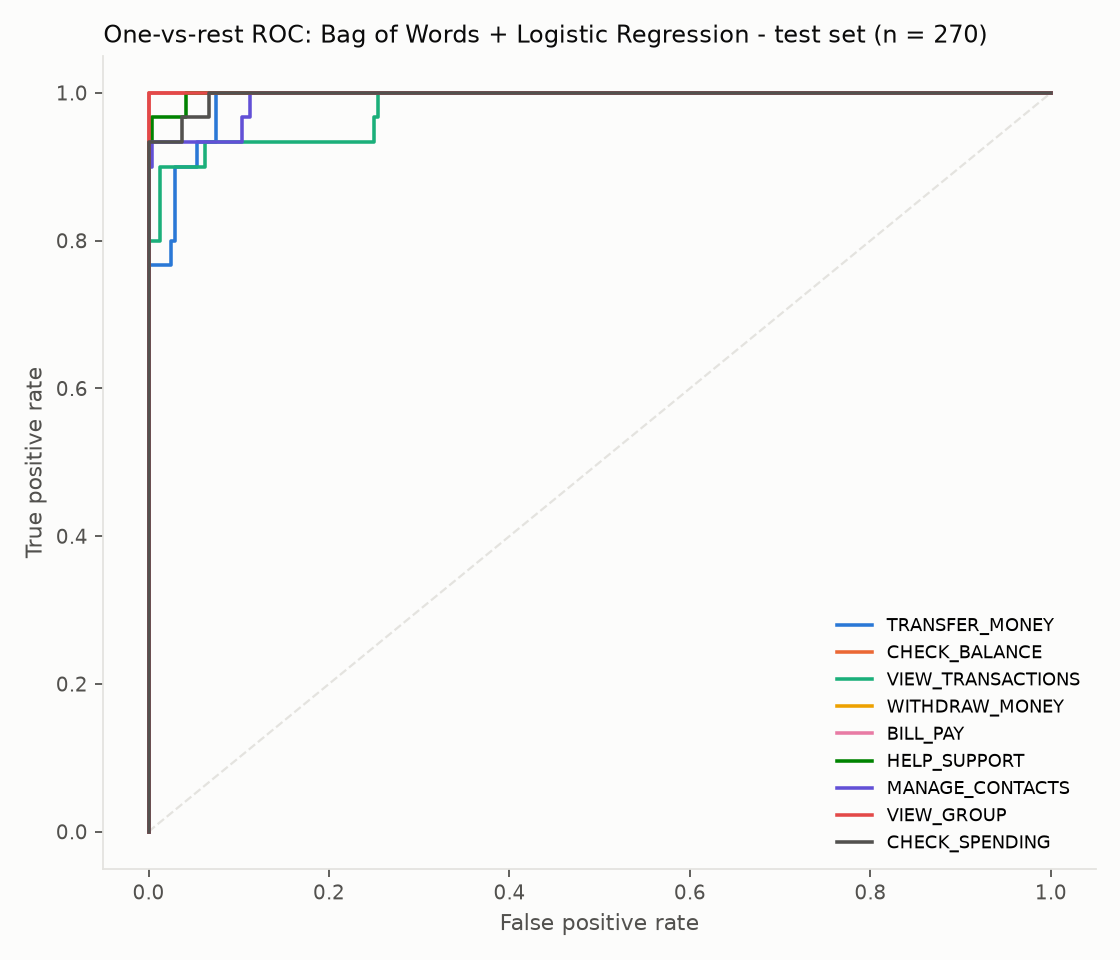 One-vs-rest ROC: Bag of Words + Logistic Regression - test set (n = 270)
True positive rate
1.0
0.8
0.6
0.4
0.2
0.0
0.0 0.2 0.4 0.6 0.8 1.0
False positive rate
TRANSFER_MONEY
CHECK_BALANCE
VIEW_TRANSACTIONS
WITHDRAW_MONEY
BILL_PAY
HELP_SUPPORT
MANAGE_CONTACTS
VIEW_GROUP
CHECK_SPENDING